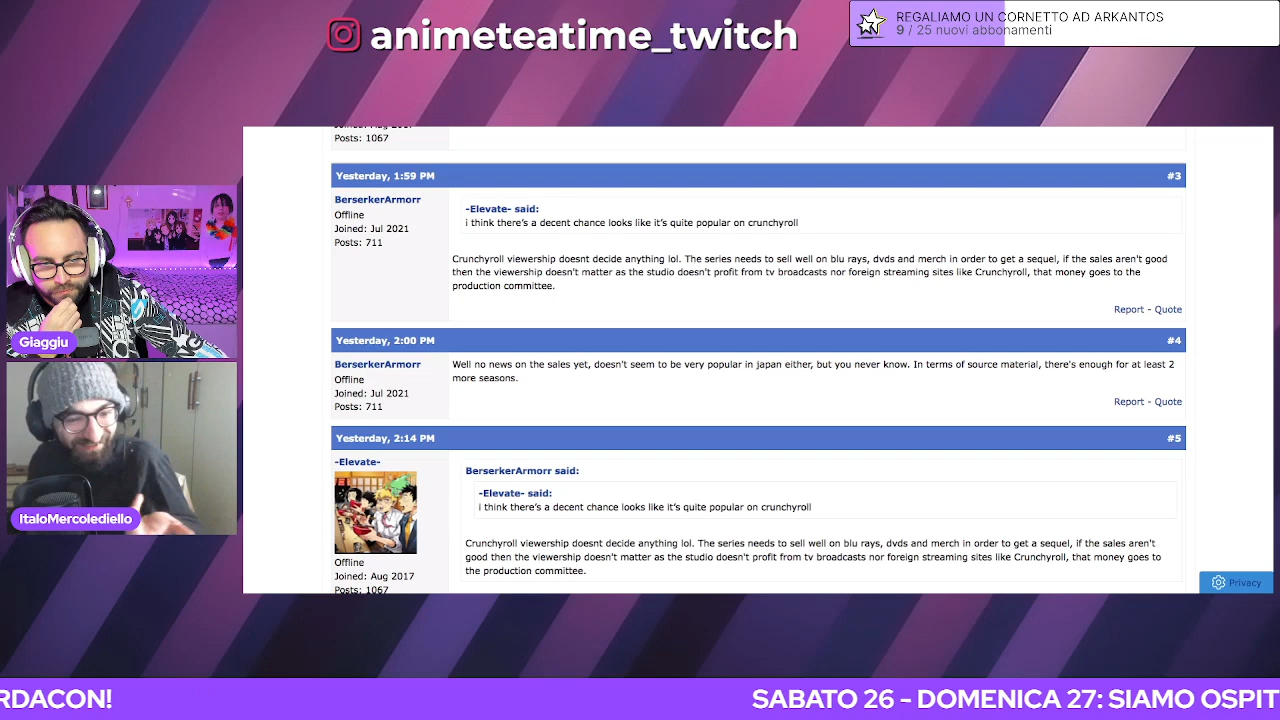 animeteatime_twitch
REGALIAMO UN CORNETTO AD ARKANTOS
9 / 25 nuovi abbonamenti
Posts: 1067
Yesterday, 1:59 PM #3
BerserkerArmorr
Offline
Joined: Jul 2021
Posts: 711
-Elevate- said:
i think there's a decent chance looks like it's quite popular on crunchyroll
Crunchyroll viewership doesnt decide anything lol. The series needs to sell well on blu rays, dvds and merch in order to get a sequel, if the sales aren't good
then the viewership doesn't matter as the studio doesn't profit from tv broadcasts nor foreign streaming sites like Crunchyroll, that money goes to the
production committee.
Report - Quote
Yesterday, 2:00 PM #4
BerserkerArmorr
Offline
Joined: Jul 2021
Posts: 711
Well no news on the sales yet, doesn't seem to be very popular in japan either, but you never know. In terms of source material, there's enough for at least 2
more seasons.
Report - Quote
Yesterday, 2:14 PM #5
-Elevate-
Offline
Joined: Aug 2017
Posts: 1067
BerserkerArmorr said:
-Elevate- said:
i think there's a decent chance looks like it's quite popular on crunchyroll
Crunchyroll viewership doesnt decide anything lol. The series needs to sell well on blu rays, dvds and merch in order to get a sequel, if the sales aren't
good then the viewership doesn't matter as the studio doesn't profit from tv broadcasts nor foreign streaming sites like Crunchyroll, that money goes to
the production committee.
Privacy
Giaggiu
ItaloMercolediello
RDACON! SABATO 26 - DOMENICA 27: SIAMO OSPIT